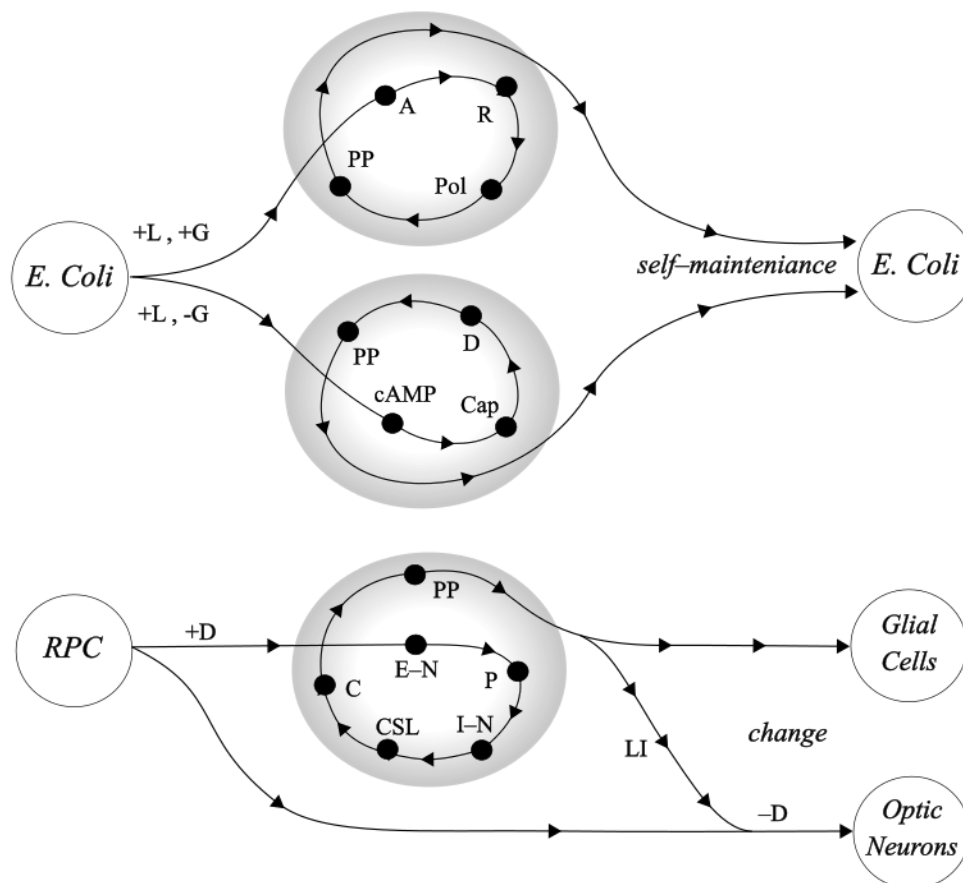 A
R
PP
Pol
+L , +G
E. Coli
self–mainteniance
E. Coli
+L , -G
D
PP
cAMP
Cap
PP
+D
RPC
E–N
P
C
CSL
I–N
Glial
Cells
change
LI
–D
Optic
Neurons